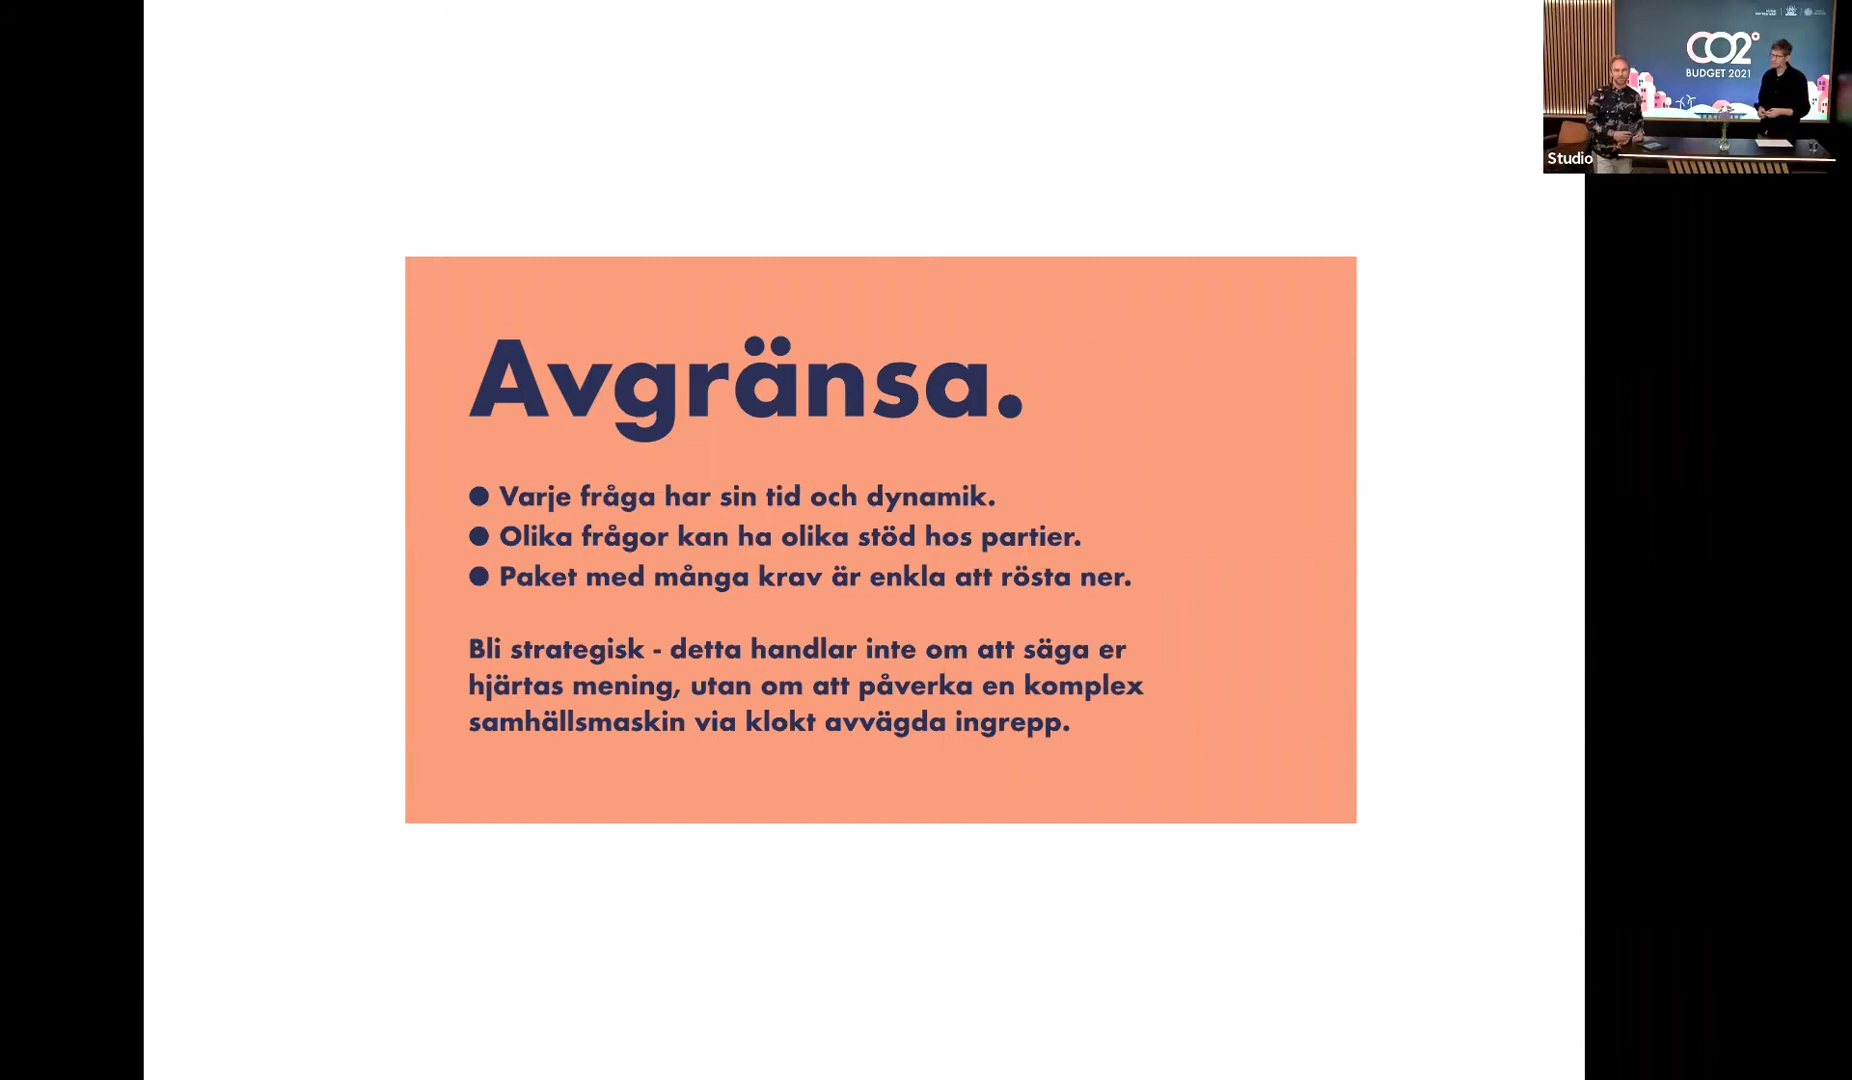 Avgränsa.
● Varje fråga har sin tid och dynamik.
● Olika frågor kan ha olika stöd hos partier.
● Paket med många krav är enkla att rösta ner.
Bli strategisk - detta handlar inte om att säga er
hjärtas mening, utan om att påverka en komplex
samhällsmaskin via klokt avvägda ingrepp.
CO2°
BUDGET 2021
Studio